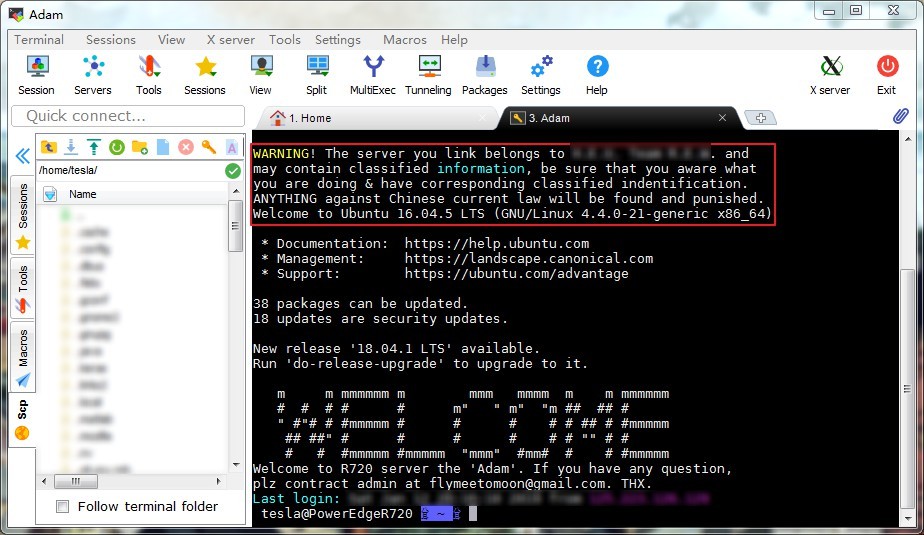 Adam
Terminal Sessions View X server Tools Settings Macros Help
Session Servers Tools Sessions View Split MultiExec Tunneling Packages Settings Help X server Exit
Quick connect...
1. Home
3. Adam
/home/tesla/
Name
Sessions
Tools
Macros
Scp
Follow terminal folder
WARNING! The server you link belongs to . and
may contain classified information, be sure that you aware what
you are doing & have corresponding classified indentification.
ANYTHING against Chinese current law will be found and punished.
Welcome to Ubuntu 16.04.5 LTS (GNU/Linux 4.4.0-21-generic x86_64)
* Documentation: https://help.ubuntu.com
* Management: https://landscape.canonical.com
* Support: https://ubuntu.com/advantage
38 packages can be updated.
18 updates are security updates.
New release '18.04.1 LTS' available.
Run 'do-release-upgrade' to upgrade to it.
WELCOME
Welcome to R720 server the 'Adam'. If you have any question,
plz contract admin at flymeetomoon@gmail.com. THX.
Last login:
tesla@PowerEdgeR720 ~